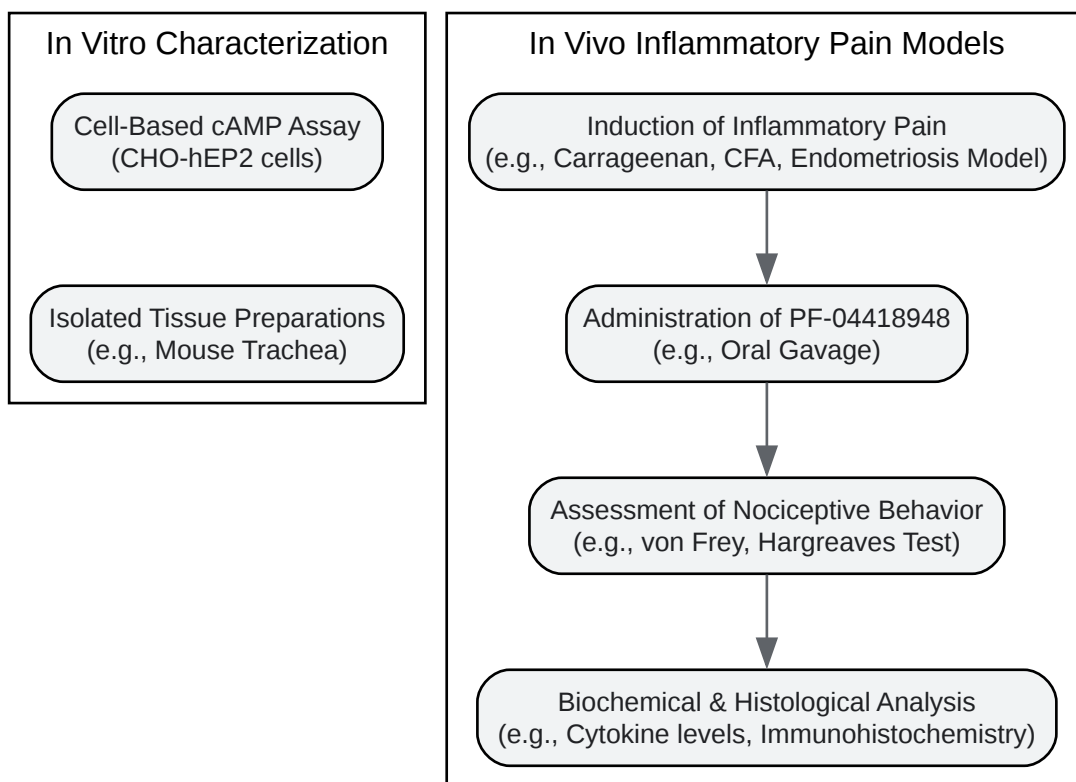 In Vitro Characterization
Cell-Based cAMP Assay
(CHO-hEP2 cells)
Isolated Tissue Preparations
(e.g., Mouse Trachea)
In Vivo Inflammatory Pain Models
Induction of Inflammatory Pain
(e.g., Carrageenan, CFA, Endometriosis Model)
Administration of PF-04418948
(e.g., Oral Gavage)
Assessment of Nociceptive Behavior
(e.g., von Frey, Hargreaves Test)
Biochemical & Histological Analysis
(e.g., Cytokine levels, Immunohistochemistry)